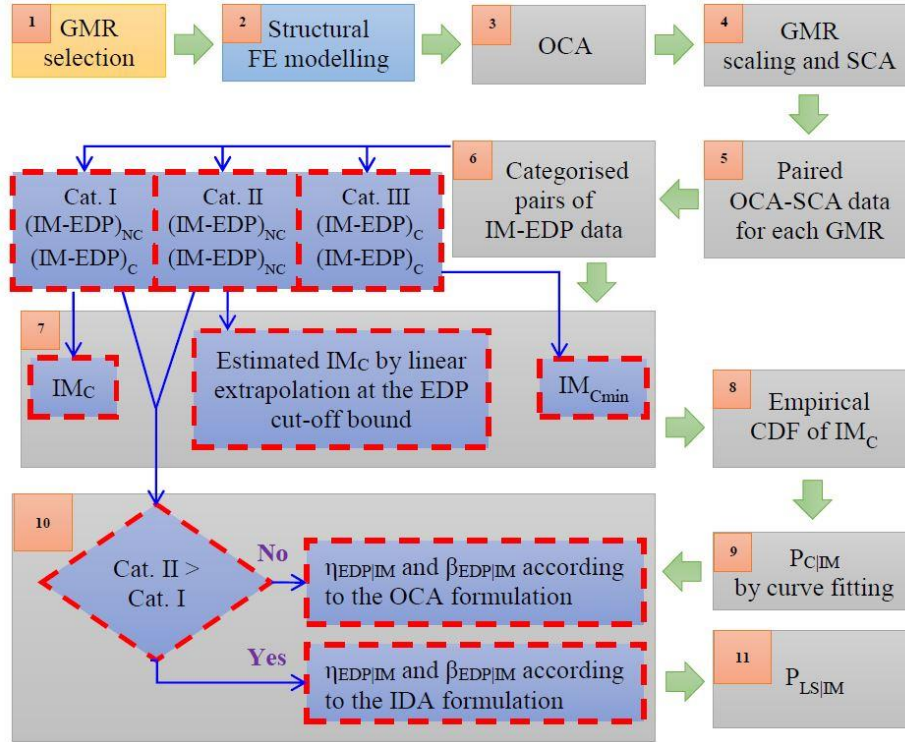 1
GMR
selection
2
Structural
FE modelling
3
OCA
4
GMR
scaling and SCA
5
Paired
OCA-SCA data
for each GMR
6
Categorised
pairs of
IM-EDP data
Cat. I
(IM-EDP)NC
(IM-EDP)C
Cat. II
(IM-EDP)NC
(IM-EDP)NC
Cat. III
(IM-EDP)C
(IM-EDP)C
7
IMC
Estimated IMC by linear
extrapolation at the EDP
cut-off bound
IMCmin
8
Empirical
CDF of IMC
9
PC|IM
by curve fitting
10
Cat. II >
Cat. I
No
ηEDP|IM and βEDP|IM according
to the OCA formulation
Yes
ηEDP|IM and βEDP|IM according
to the IDA formulation
11
PLS|IM